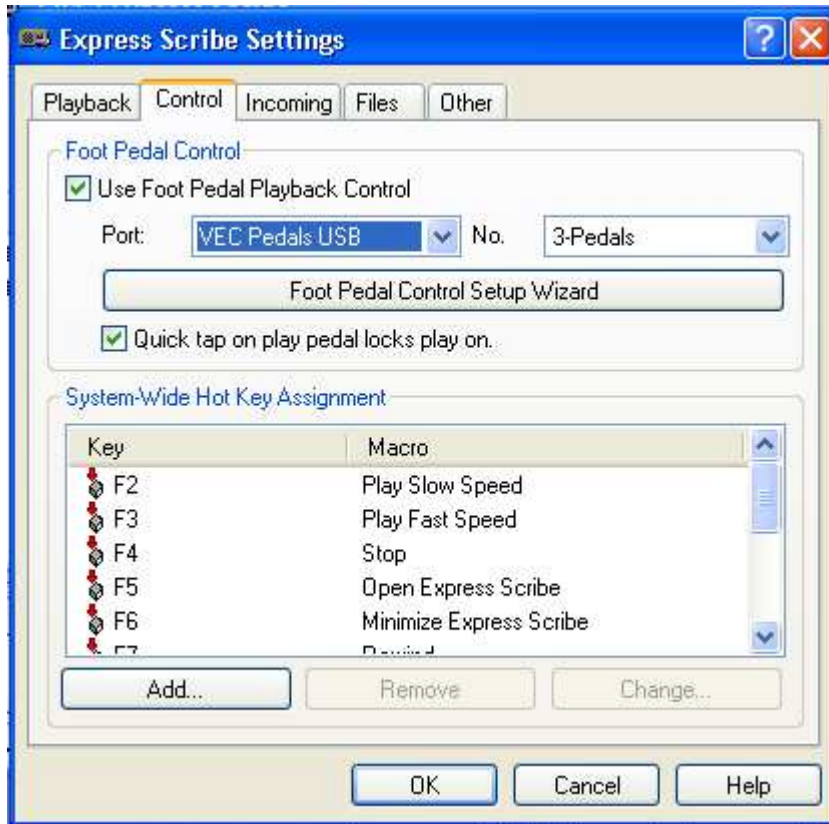 Express Scribe Settings
Playback Control Incoming Files Other
Foot Pedal Control
Use Foot Pedal Playback Control
Port: VEC Pedals USB No. 3-Pedals
Foot Pedal Control Setup Wizard
Quick tap on play pedal locks play on.
System-Wide Hot Key Assignment
Key Macro
F2 Play Slow Speed
F3 Play Fast Speed
F4 Stop
F5 Open Express Scribe
F6 Minimize Express Scribe
F7 Rewind
Add... Remove Change...
OK Cancel Help